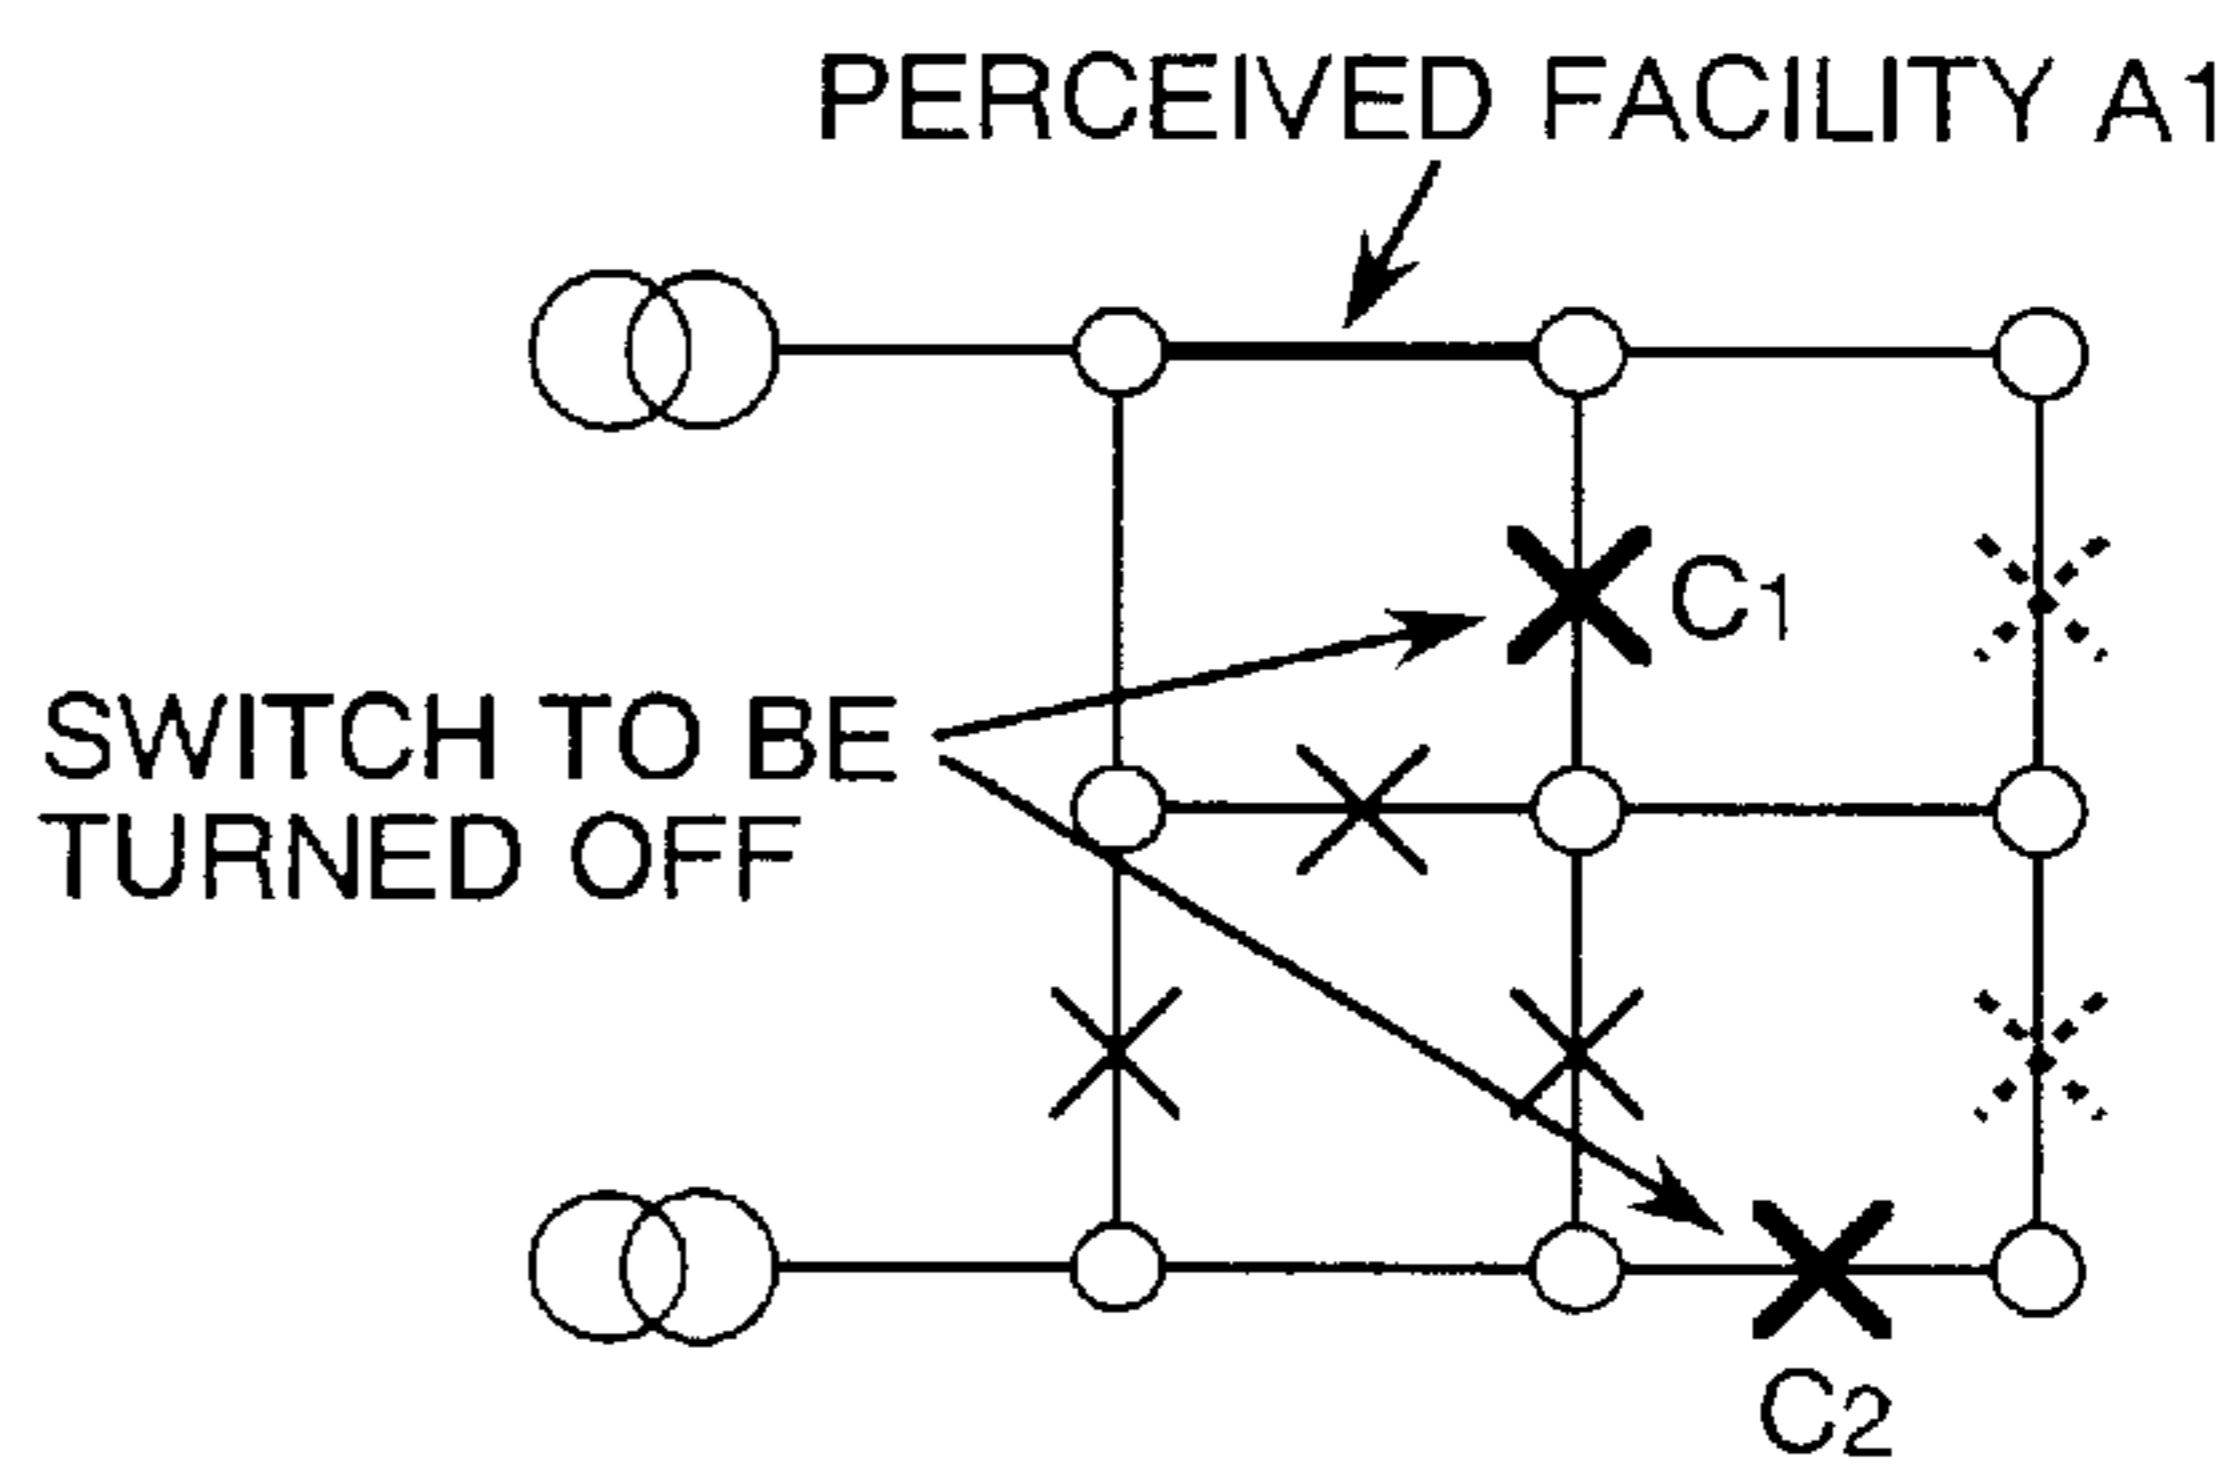 PERCEIVED FACILITY A1
C1
SWITCH TO BE
TURNED OFF
C2